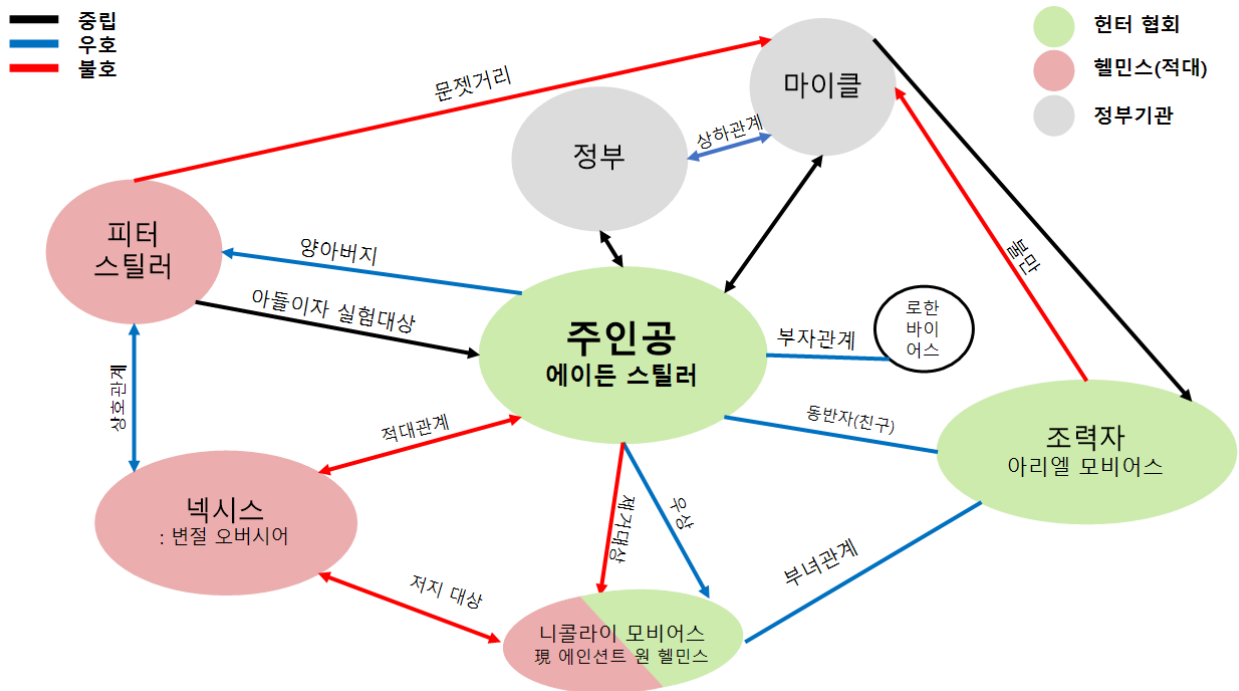 중립
우호
불호
헌터 협회
헬민스(적대)
정부기관
문젯거리
마이클
상하관계
정부
피터
스틸러
양아버지
불만
아들이자 실험대상
주인공
에이든 스틸러
부자관계
로한
바이
어스
상호관계
적대관계
동반자(친구)
조력자
아리엘 모비어스
넥시스
: 변절 오버시어
제거대상
우상
부녀관계
저지 대상
니콜라이 모비어스
現 에인션트 원 헬민스